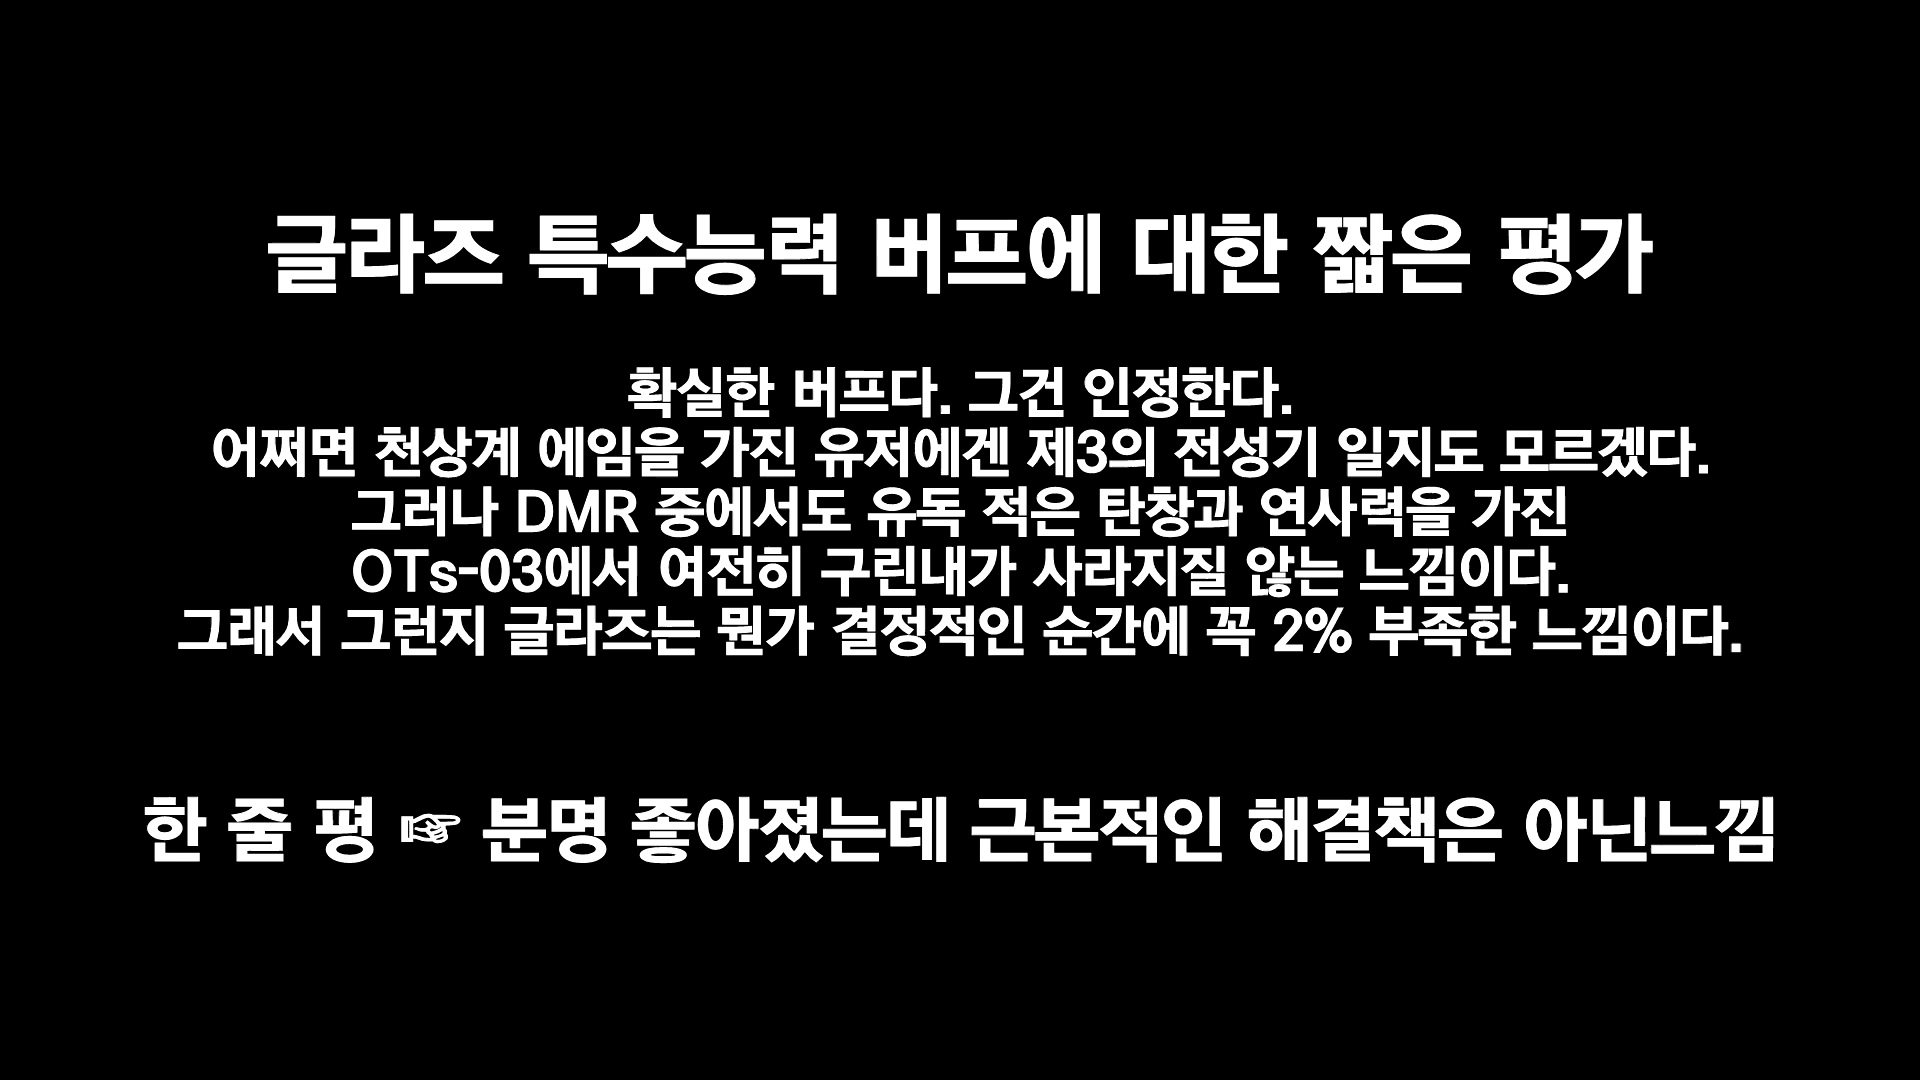 글라즈 특수능력 버프에 대한 짧은 평가
확실한 버프다. 그건 인정한다.
어쩌면 천상계 에임을 가진 유저에겐 제3의 전성기 일지도 모르겠다.
그러나 DMR 중에서도 유독 적은 탄창과 연사력을 가진
OTs-03에서 여전히 구린내가 사라지질 않는 느낌이다.
그래서 그런지 글라즈는 뭔가 결정적인 순간에 꼭 2% 부족한 느낌이다.
한 줄 평 ☞ 분명 좋아졌는데 근본적인 해결책은 아닌느낌